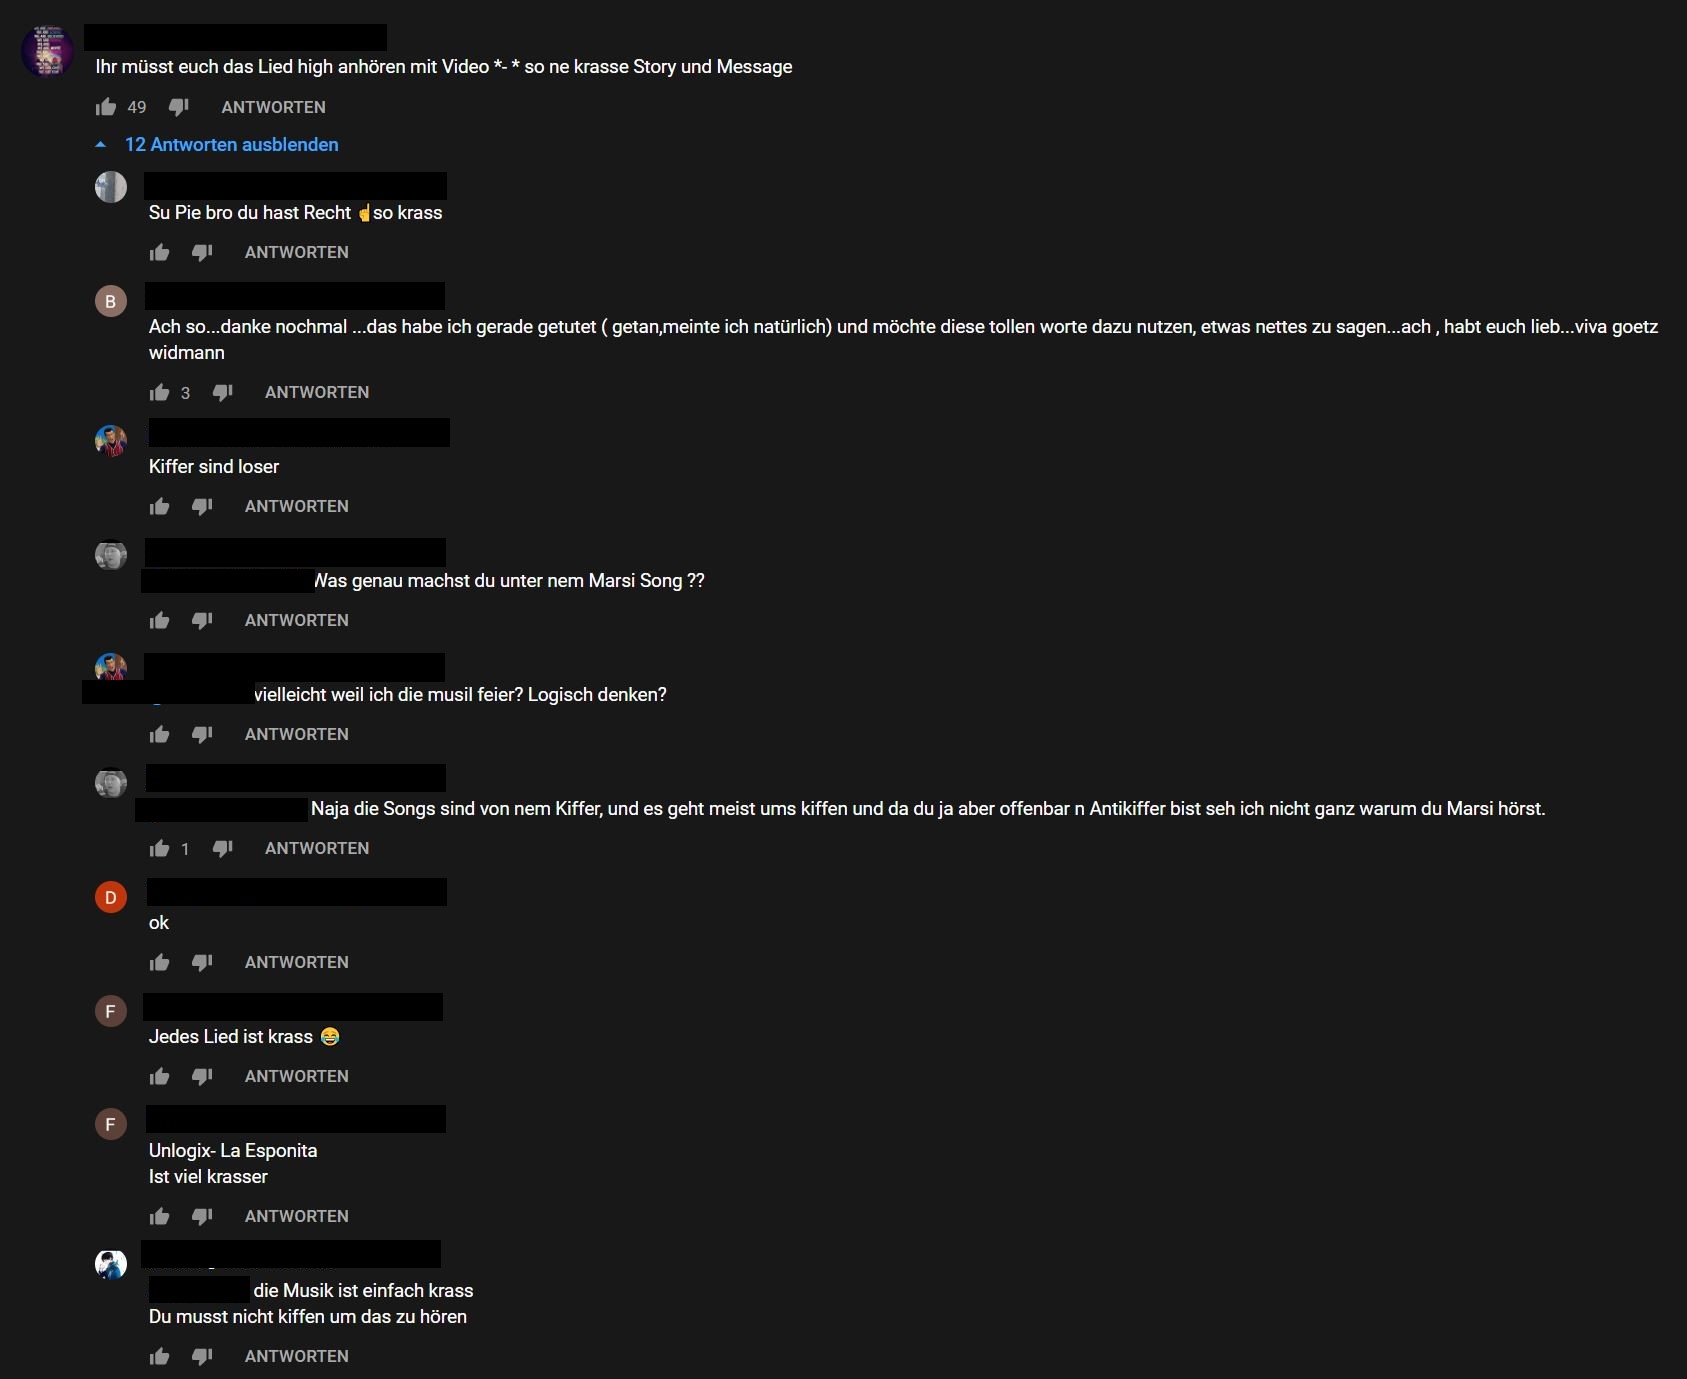 Ihr müsst euch das Lied high anhören mit Video *- * so ne krasse Story und Message
49 ANTWORTEN
12 Antworten ausblenden
Su Pie bro du hast Recht ☝️so krass
ANTWORTEN
B
Ach so...danke nochmal ...das habe ich gerade getutet ( getan,meinte ich natürlich) und möchte diese tollen worte dazu nutzen, etwas nettes zu sagen...ach , habt euch lieb...viva goetz
widmann
3 ANTWORTEN
Kiffer sind loser
ANTWORTEN
Was genau machst du unter nem Marsi Song ??
ANTWORTEN
vielleicht weil ich die musil feier? Logisch denken?
ANTWORTEN
Naja die Songs sind von nem Kiffer, und es geht meist ums kiffen und da du ja aber offenbar n Antikiffer bist seh ich nicht ganz warum du Marsi hörst.
1 ANTWORTEN
D
ok
ANTWORTEN
F
Jedes Lied ist krass 😂
ANTWORTEN
F
Unlogix- La Esponita
Ist viel krasser
ANTWORTEN
die Musik ist einfach krass
Du musst nicht kiffen um das zu hören
ANTWORTEN